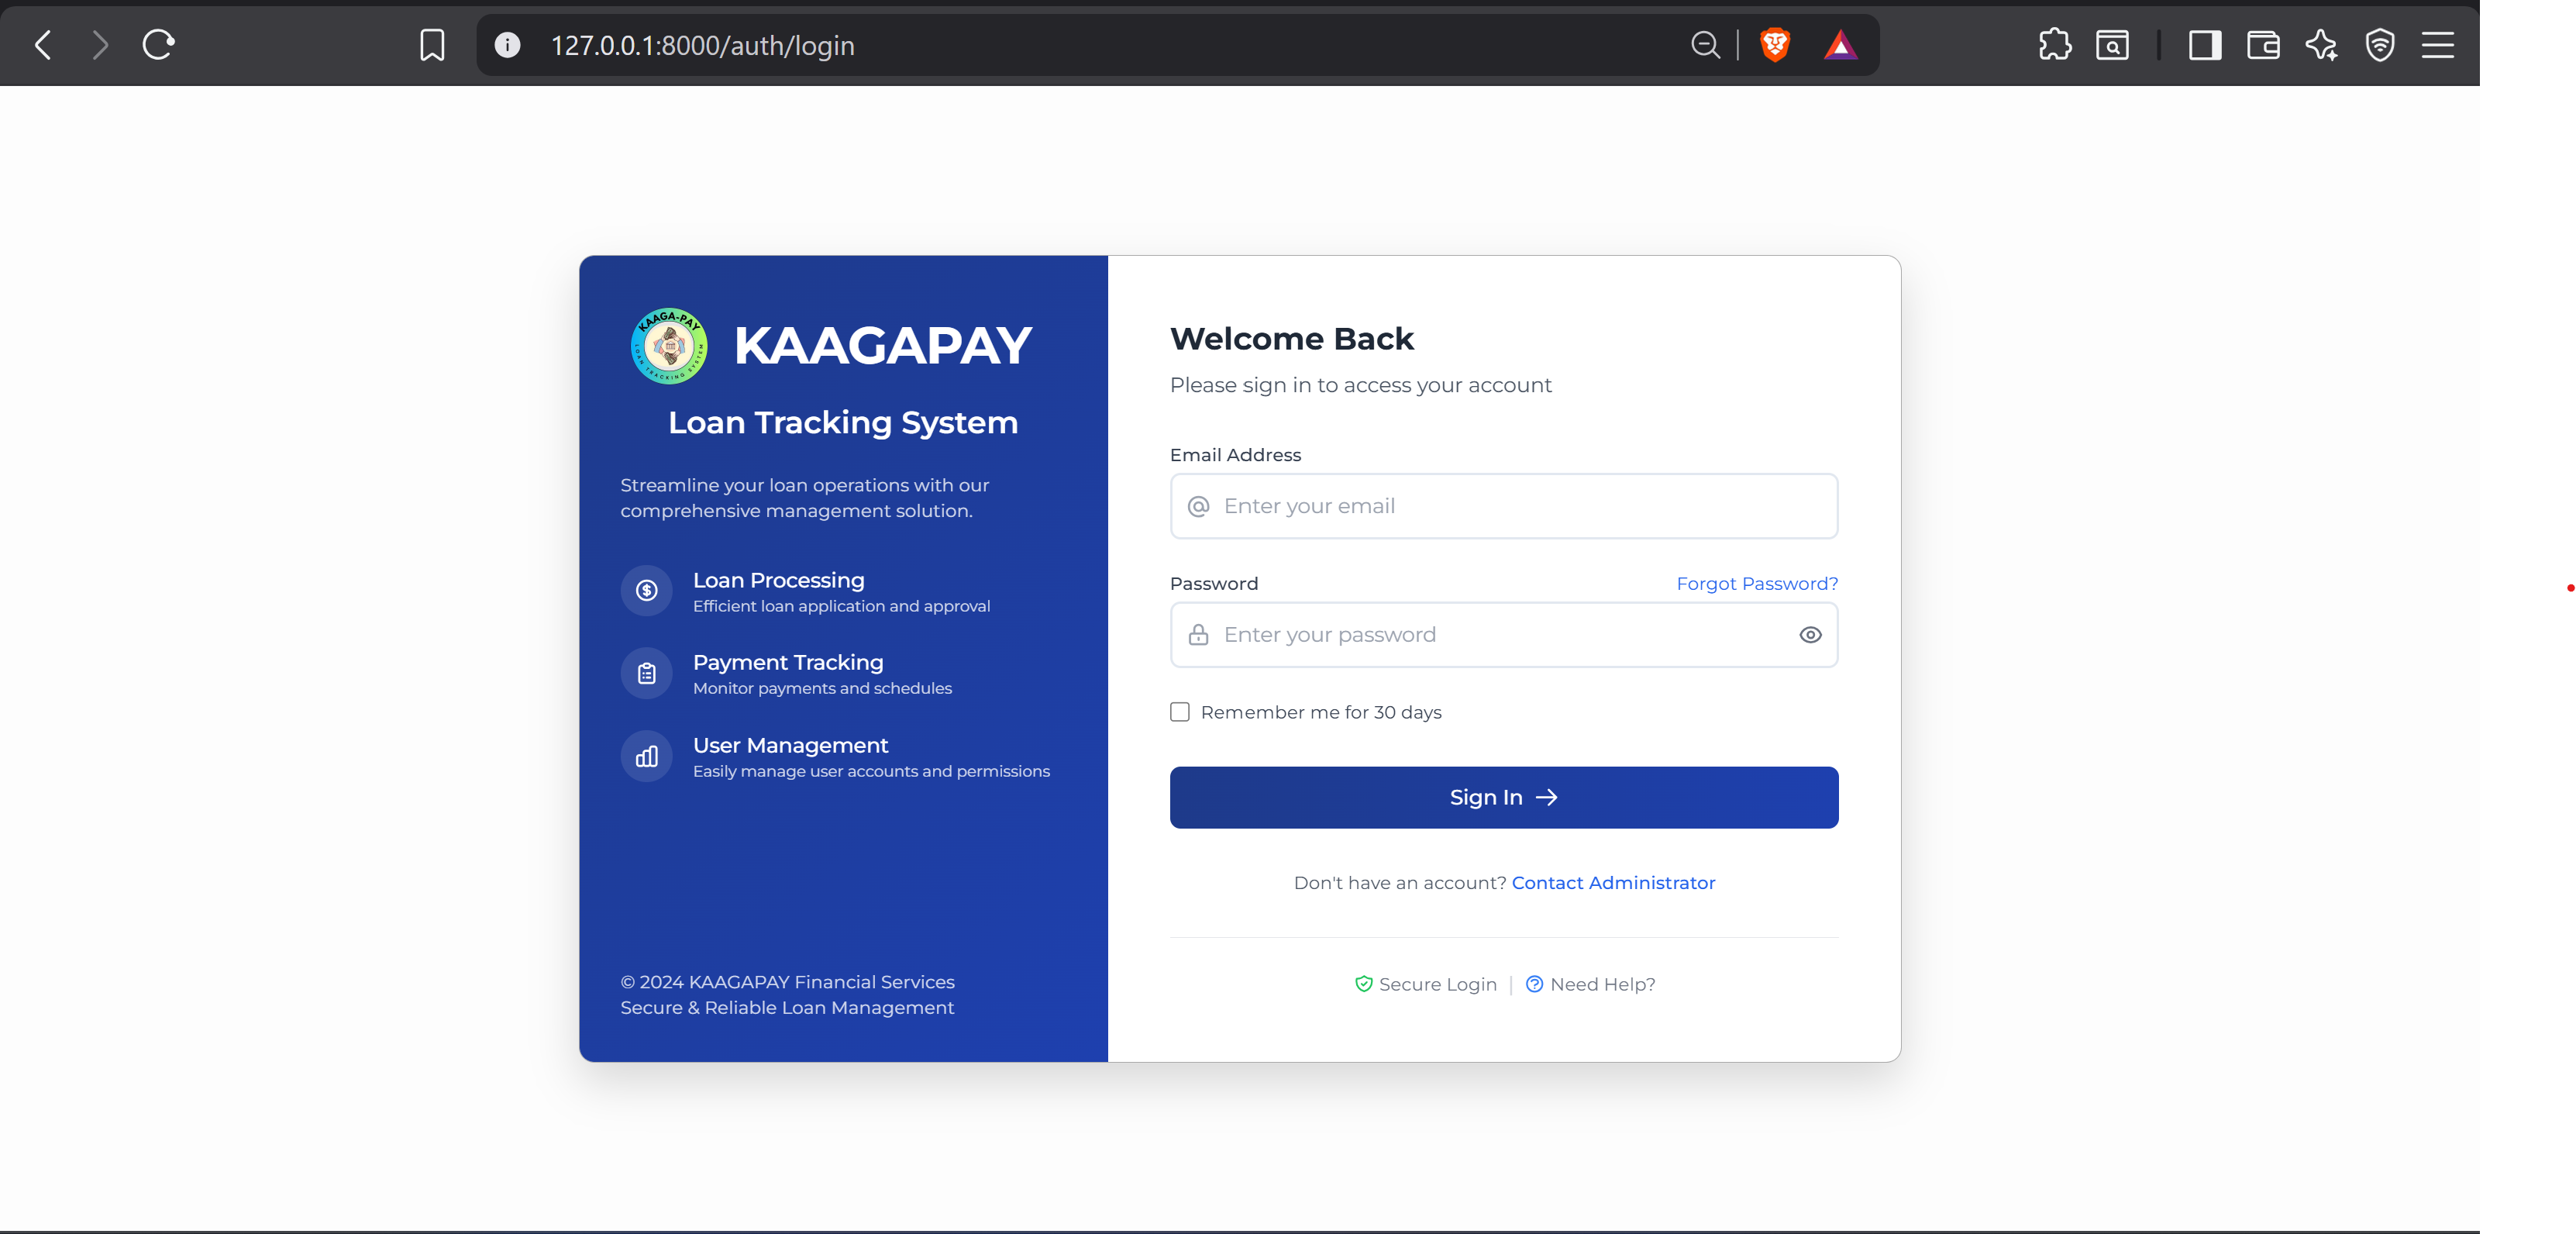 127.0.0.1:8000/auth/login
KAAGA-PAY
LOAN TRACKING SYSTEM
KAAGAPAY
Loan Tracking System
Streamline your loan operations with our
comprehensive management solution.
Loan Processing
Efficient loan application and approval
Payment Tracking
Monitor payments and schedules
User Management
Easily manage user accounts and permissions
© 2024 KAAGAPAY Financial Services
Secure & Reliable Loan Management
Welcome Back
Please sign in to access your account
Email Address
Enter your email
Password Forgot Password?
Enter your password
Remember me for 30 days
Sign In
Don't have an account? Contact Administrator
Secure Login | Need Help?